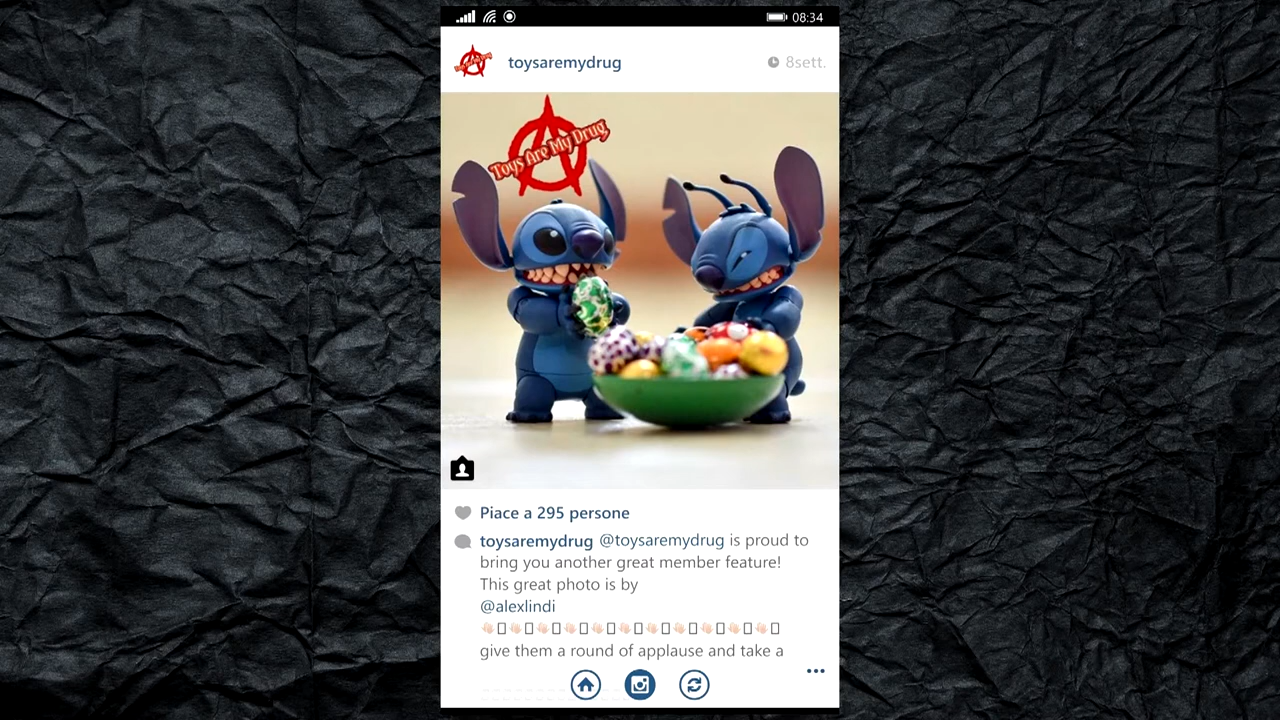 08:34
toysaremydrug
8sett.
Toys Are My Drug
Piace a 295 persone
toysaremydrug @toysaremydrug is proud to
bring you another great member feature!
This great photo is by
@alexlindi
👋🏻▯👋🏻▯👋🏻▯👋🏻▯👋🏻▯👋🏻▯👋🏻▯👋🏻▯👋🏻▯👋🏻▯👋🏻▯
give them a round of applause and take a